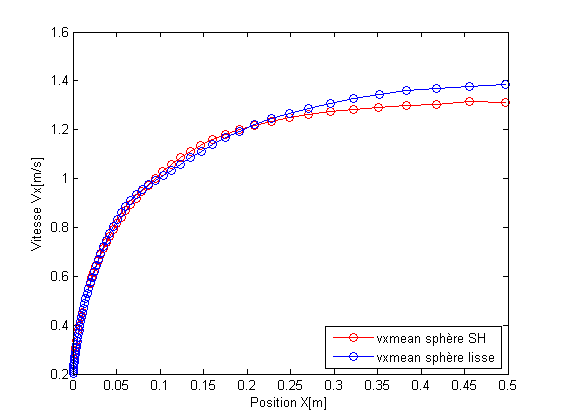 1.6
1.4
1.2
1
0.8
0.6
0.4
0.2
Vitesse Vx[m/s]
0 0.05 0.1 0.15 0.2 0.25 0.3 0.35 0.4 0.45 0.5
Position X[m]
vxmean sphère SH
vxmean sphère lisse